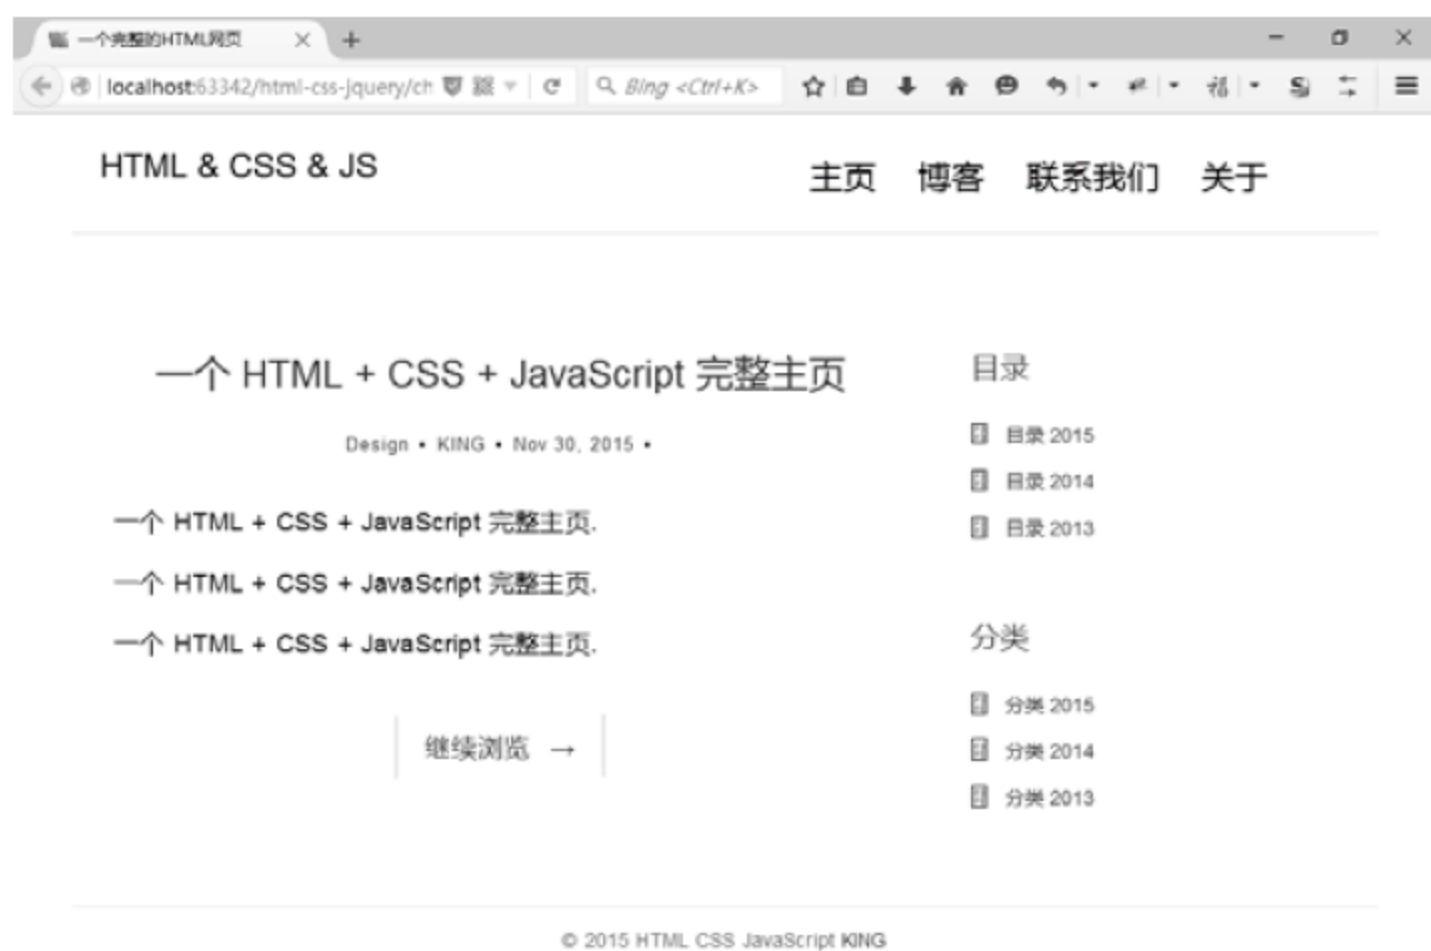 一个完整的HTML网页
localhost:63342/html-css-jquery/ch
Bing <Ctrl+K>
HTML & CSS & JS
主页 博客 联系我们 关于
一个 HTML + CSS + JavaScript 完整主页
Design • KING • Nov 30, 2015 •
一个 HTML + CSS + JavaScript 完整主页.
一个 HTML + CSS + JavaScript 完整主页.
一个 HTML + CSS + JavaScript 完整主页.
继续浏览 →
目录
目录 2015
目录 2014
目录 2013
分类
分类 2015
分类 2014
分类 2013
© 2015 HTML CSS JavaScript KING